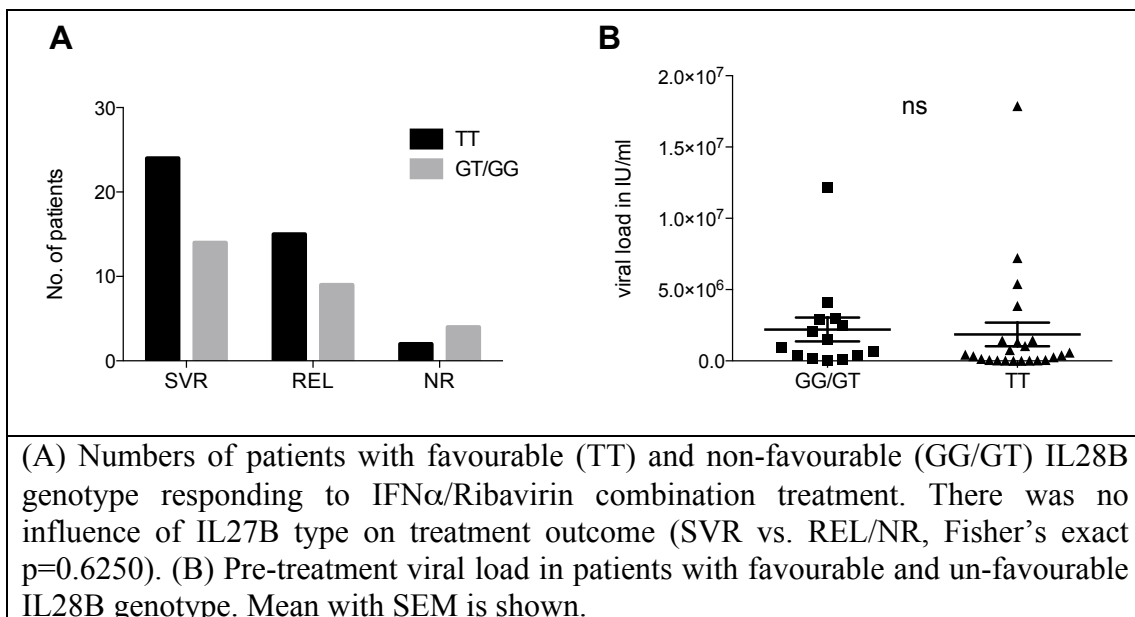 A
30
20
10
0
No. of patients
TT
GT/GG
SVR REL NR
B
2.0×10⁷
1.5×10⁷
1.0×10⁷
5.0×10⁶
0.0
viral load in IU/ml
ns
GG/GT TT
(A) Numbers of patients with favourable (TT) and non-favourable (GG/GT) IL28B
genotype responding to IFNα/Ribavirin combination treatment. There was no
influence of IL27B type on treatment outcome (SVR vs. REL/NR, Fisher’s exact
p=0.6250). (B) Pre-treatment viral load in patients with favourable and un-favourable
IL28B genotype. Mean with SEM is shown.